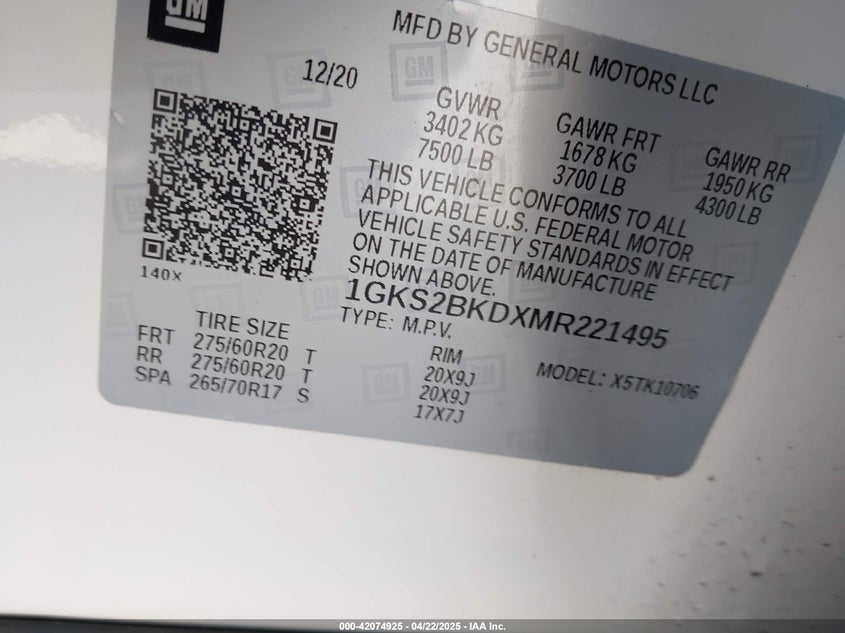 GM
MFD BY GENERAL MOTORS LLC
12/20
GVWR GAWR FRT GAWR RR
3402 KG 1678 KG 1950 KG
7500 LB 3700 LB 4300 LB
THIS VEHICLE CONFORMS TO ALL
APPLICABLE U.S. FEDERAL MOTOR
VEHICLE SAFETY STANDARDS IN EFFECT
ON THE DATE OF MANUFACTURE
SHOWN ABOVE.
140X
1GKS2BKDXMR221495
TYPE: M.P.V. MODEL: X5TK10706
TIRE SIZE RIM
FRT 275/60R20 T 20X9J
RR 275/60R20 T 20X9J
SPA 265/70R17 S 17X7J
000-42074925 - 04/22/2025 - IAA Inc.